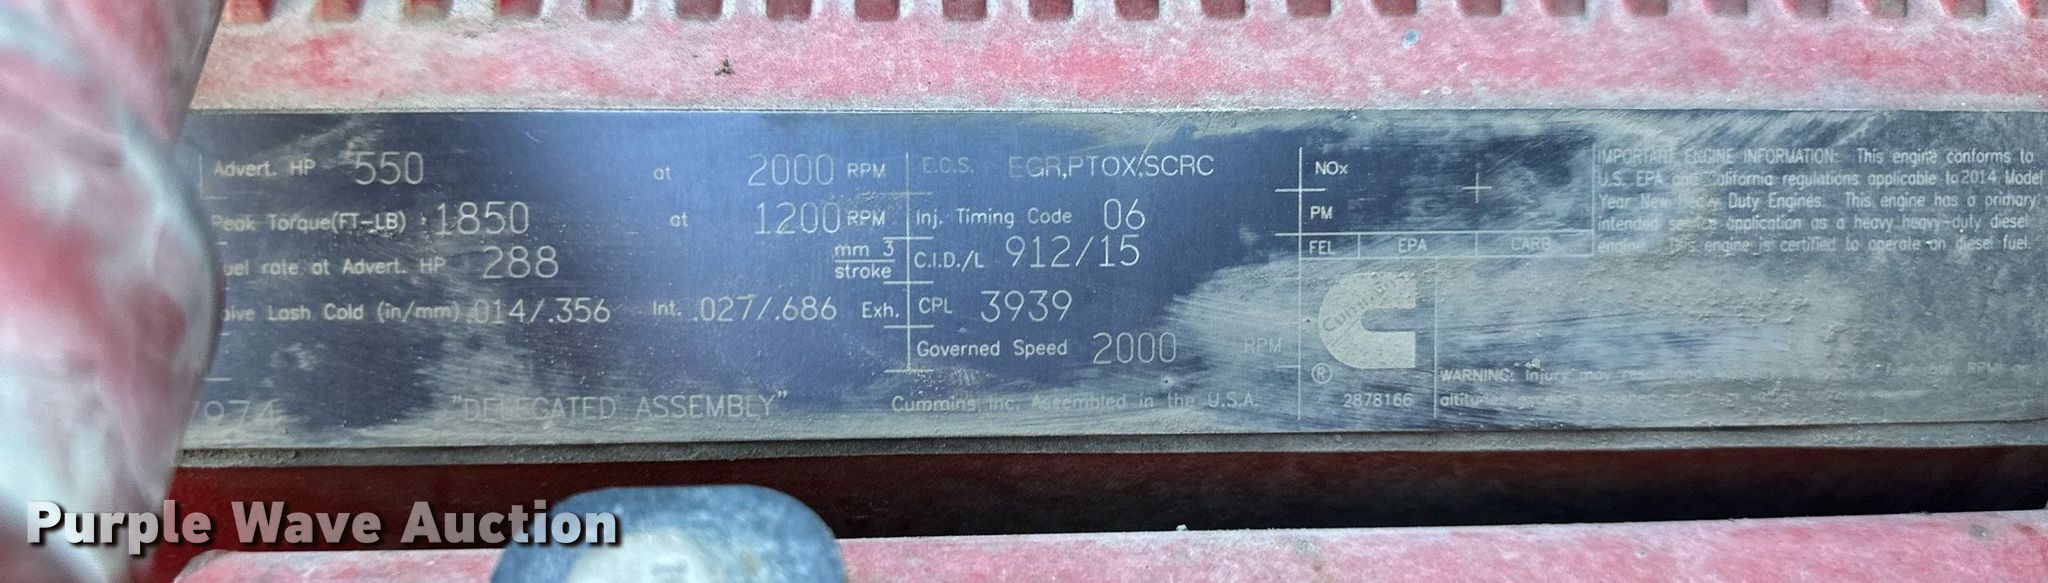 Advert. HP 550 at 2000 RPM
Peak Torque(FT-LB) 1850 at 1200 RPM
uel rate at Advert. HP 288 mm 3 stroke
Lash Cold (in/mm) .014/.356 Int. .027/.686 Exh.
974 "DELEGATED ASSEMBLY"
E.C.S. EGR,PTOX,SCRC
Inj. Timing Code 06
C.I.D./L 912/15
CPL 3939
Governed Speed 2000 RPM
Cummins Inc. Assembled in the U.S.A.
NOx
PM
FEL EPA CARB
Cummins
®
2878166
IMPORTANT ENGINE INFORMATION: This engine conforms to
U.S. EPA and California regulations applicable to 2014 Model
Year New Heavy Duty Engines. This engine has a primary
intended service application as a heavy heavy-duty diesel
engine. This engine is certified to operate on diesel fuel.
WARNING: Injury may
Purple Wave Auction